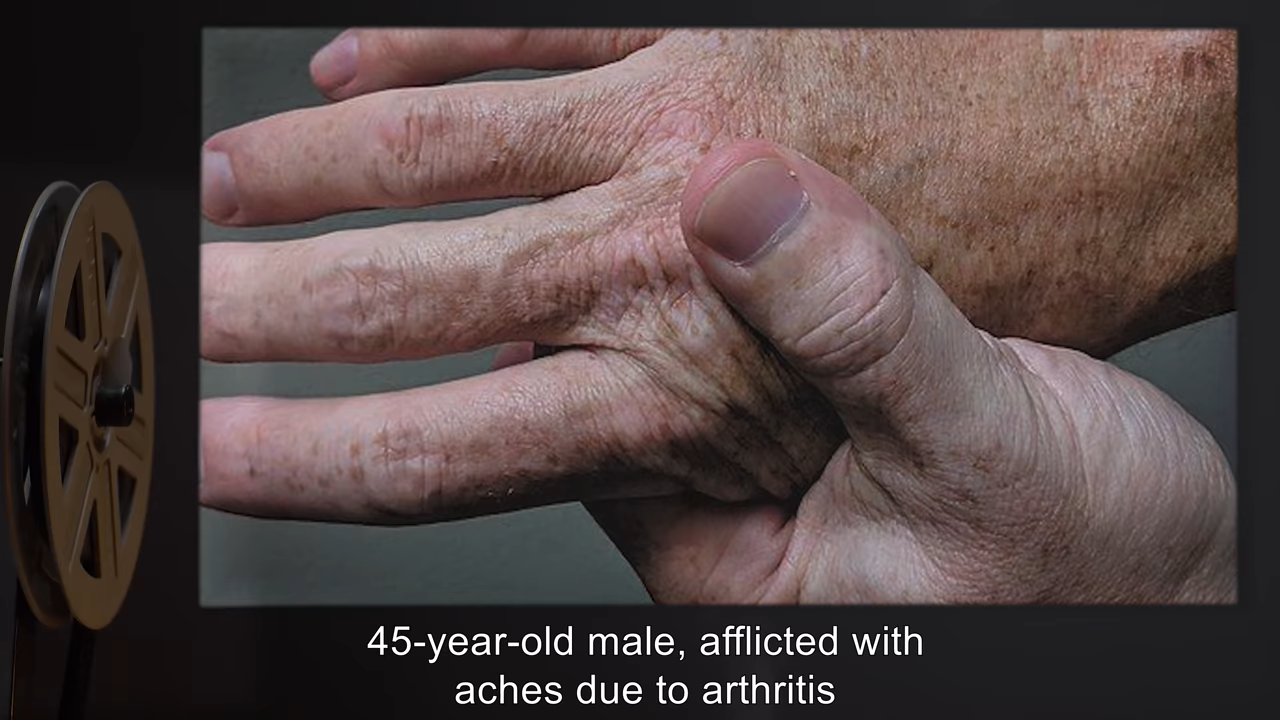 45-year-old male, afflicted with
aches due to arthritis